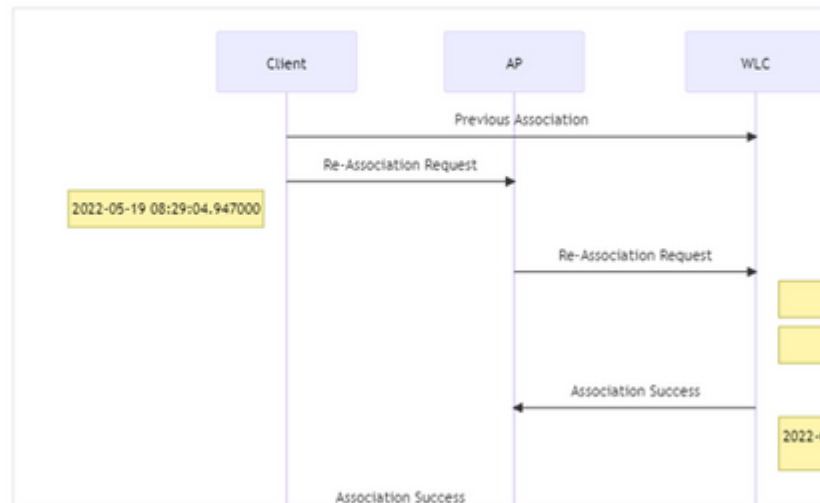 Client AP WLC
Previous Association
Re-Association Request
2022-05-19 08:29:04.947000
Re-Association Request
Association Success
2022-
Association Success